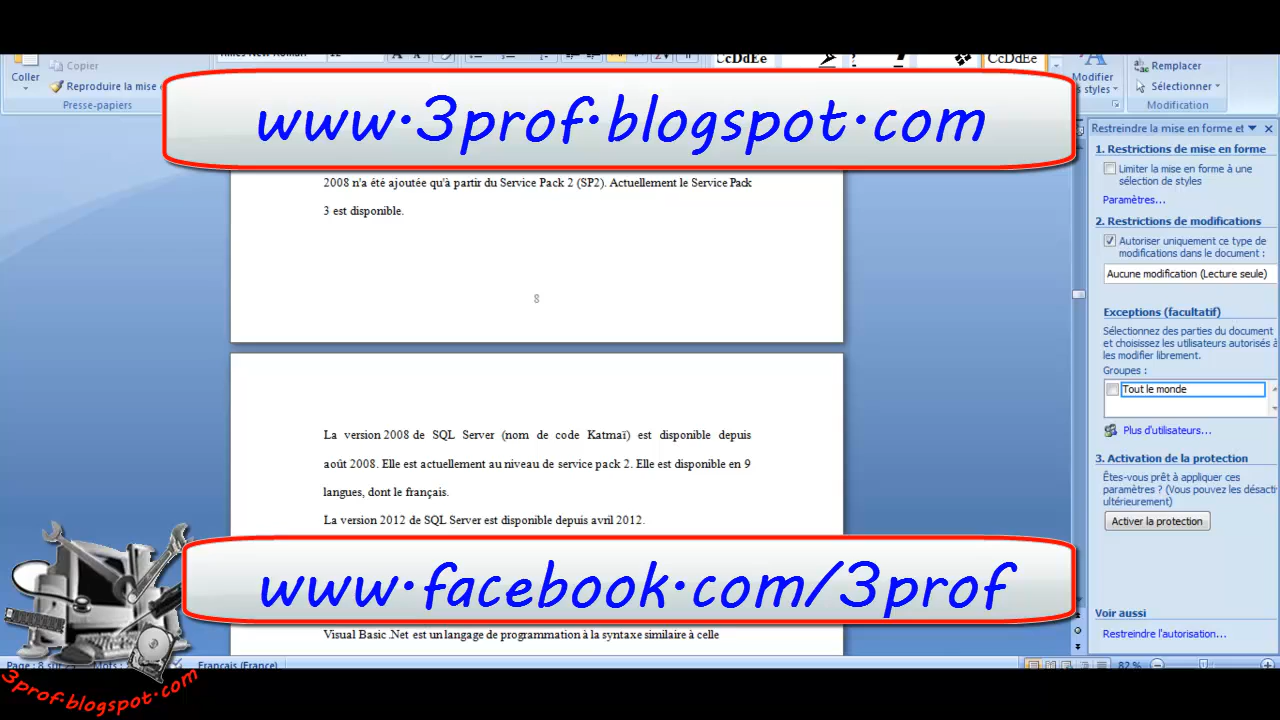 Copier
Coller
Reproduire la mise
Presse-papiers
CcDdEe
CcDdEe
Modifier
Remplacer
Sélectionner
Modification
www.3prof.blogspot.com
2008 n'a été ajoutée qu'à partir du Service Pack 2 (SP2). Actuellement le Service Pack
3 est disponible.
8
La version 2008 de SQL Server (nom de code Katmaï) est disponible depuis
août 2008. Elle est actuellement au niveau de service pack 2. Elle est disponible en 9
langues, dont le français.
La version 2012 de SQL Server est disponible depuis avril 2012.
www.facebook.com/3prof
Visual Basic .Net est un langage de programmation à la syntaxe similaire à celle
Restreindre la mise en forme et
1. Restrictions de mise en forme
Limiter la mise en forme à une
sélection de styles
Paramètres...
2. Restrictions de modifications
Autoriser uniquement ce type de
modifications dans le document :
Aucune modification (Lecture seule)
Exceptions (facultatif)
Sélectionnez des parties du document
et choisissez les utilisateurs autorisés à
les modifier librement.
Groupes :
Tout le monde
Plus d'utilisateurs...
3. Activation de la protection
Êtes-vous prêt à appliquer ces
paramètres ? (Vous pouvez les désacti
ultérieurement)
Activer la protection
Voir aussi
Restreindre l'autorisation...
Français (France)
82 %
3prof.blogspot.com